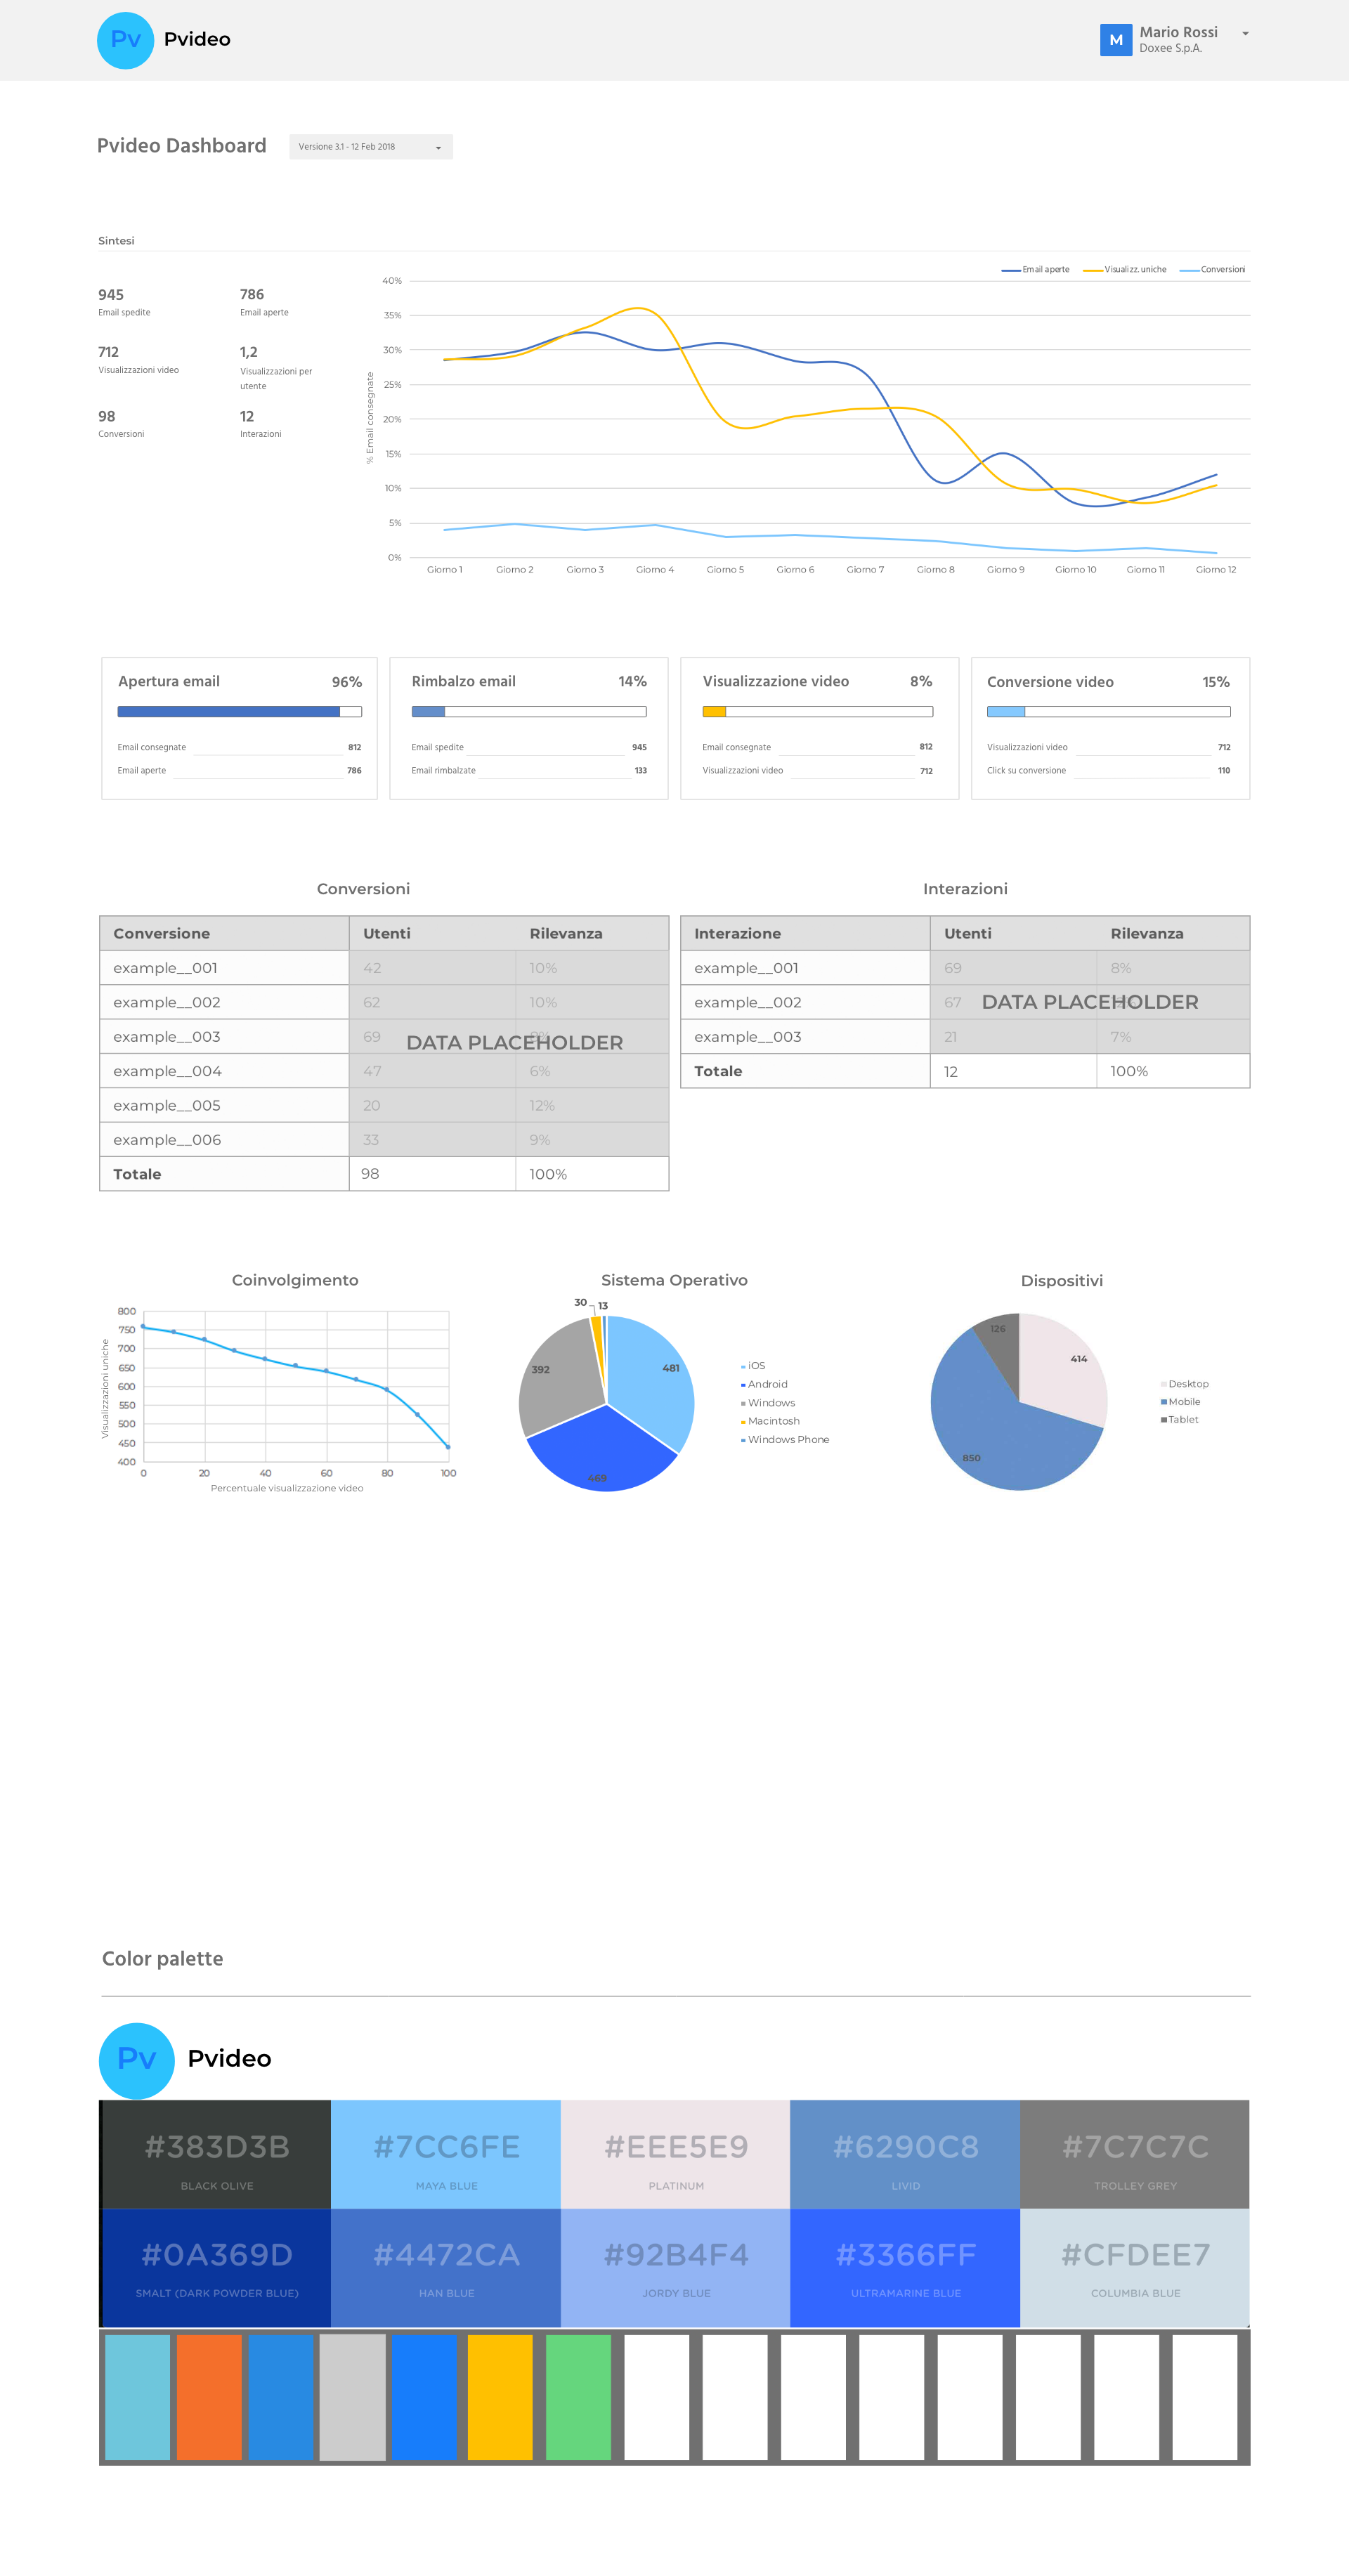 Pv Pvideo
M Mario Rossi
Doxee S.p.A.
Pvideo Dashboard
Versione 3.1 - 12 Feb 2018
Sintesi
945
Email spedite
786
Email aperte
712
Visualizzazioni video
1,2
Visualizzazioni per
utente
98
Conversioni
12
Interazioni
Email aperte Visualizz. uniche Conversioni
% Email consegnate
40%
35%
30%
25%
20%
15%
10%
5%
0%
Giorno 1 Giorno 2 Giorno 3 Giorno 4 Giorno 5 Giorno 6 Giorno 7 Giorno 8 Giorno 9 Giorno 10 Giorno 11 Giorno 12
Apertura email 96%
Email consegnate 812
Email aperte 786
Rimbalzo email 14%
Email spedite 945
Email rimbalzate 133
Visualizzazione video 8%
Email consegnate 812
Visualizzazioni video 712
Conversione video 15%
Visualizzazioni video 712
Click su conversione 110
Conversioni
Conversione Utenti Rilevanza
example__001 42 10%
example__002 62 10%
example__003 69
DATA PLACEHOLDER
example__004 47 6%
example__005 20 12%
example__006 33 9%
Totale 98 100%
Interazioni
Interazione Utenti Rilevanza
example__001 69 8%
example__002 67
DATA PLACEHOLDER
example__003 21 7%
Totale 12 100%
Coinvolgimento
Visualizzazioni uniche
800
750
700
650
600
550
500
450
400
0 20 40 60 80 100
Percentuale visualizzazione video
Sistema Operativo
30 13
392 481
469
iOS
Android
Windows
Macintosh
Windows Phone
Dispositivi
126
414
850
Desktop
Mobile
Tablet
Color palette
Pv Pvideo
#383D3B #7CC6FE #EEE5E9 #6290C8 #7C7C7C
BLACK OLIVE MAYA BLUE PLATINUM LIVID TROLLEY GREY
#0A369D #4472CA #92B4F4 #3366FF #CFDEE7
SMALT (DARK POWDER BLUE) HAN BLUE JORDY BLUE ULTRAMARINE BLUE COLUMBIA BLUE